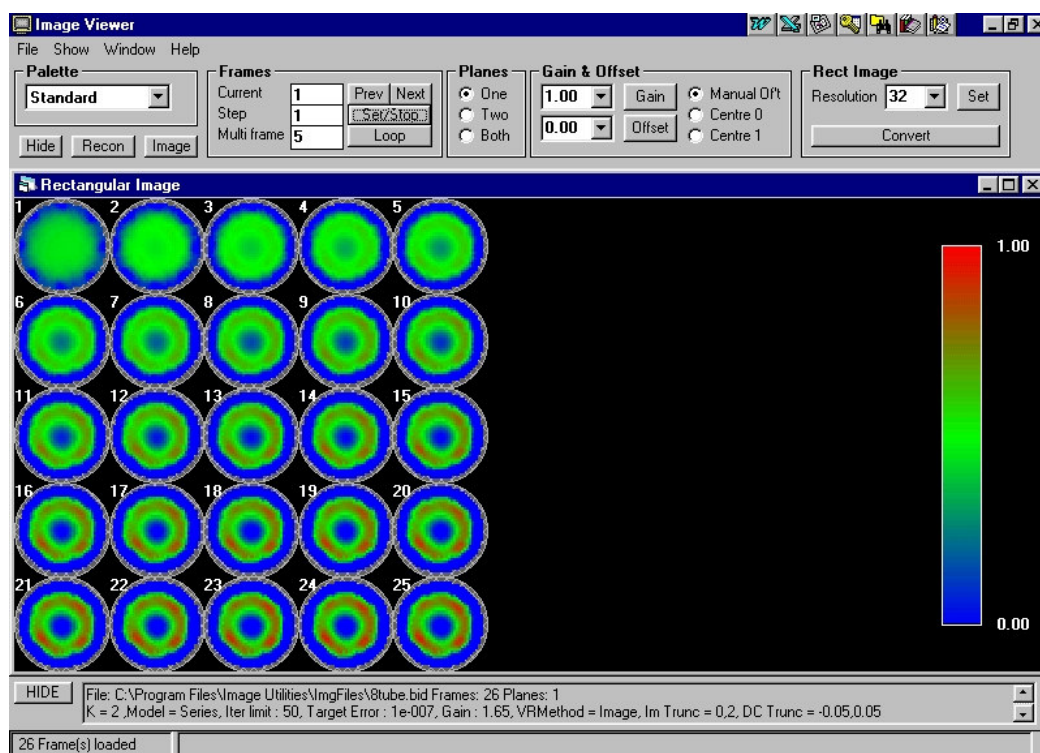 Image Viewer
File Show Window Help
Palette
Standard
Hide Recon Image
Frames
Current 1 Prev Next
Step 1 Set/Stop
Multi frame 5 Loop
Planes
One
Two
Both
Gain & Offset
1.00 Gain
0.00 Offset
Manual Of't
Centre 0
Centre 1
Rect Image
Resolution 32 Set
Convert
Rectangular Image
1 2 3 4 5
6 7 8 9 10
11 12 13 14 15
16 17 18 19 20
21 22 23 24 25
1.00
0.00
HIDE
File: C:\Program Files\Image Utilities\ImgFiles\8tube.bid Frames: 26 Planes: 1
K = 2 ,Model = Series, Iter limit : 50, Target Error : 1e-007, Gain : 1.65, VRMethod = Image, Im Trunc = 0,2, DC Trunc = -0.05,0.05
26 Frame(s) loaded